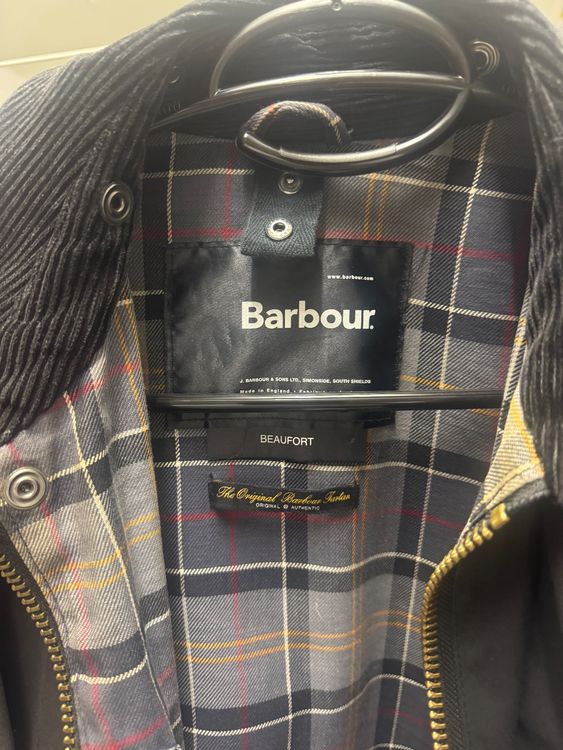 www.barbour.com
Barbour
J. BARBOUR & SONS LTD., SIMONSIDE, SOUTH SHIELDS
Made in England.
BEAUFORT
The Original Barbour Tartan
ORIGINAL @ AUTHENTIC